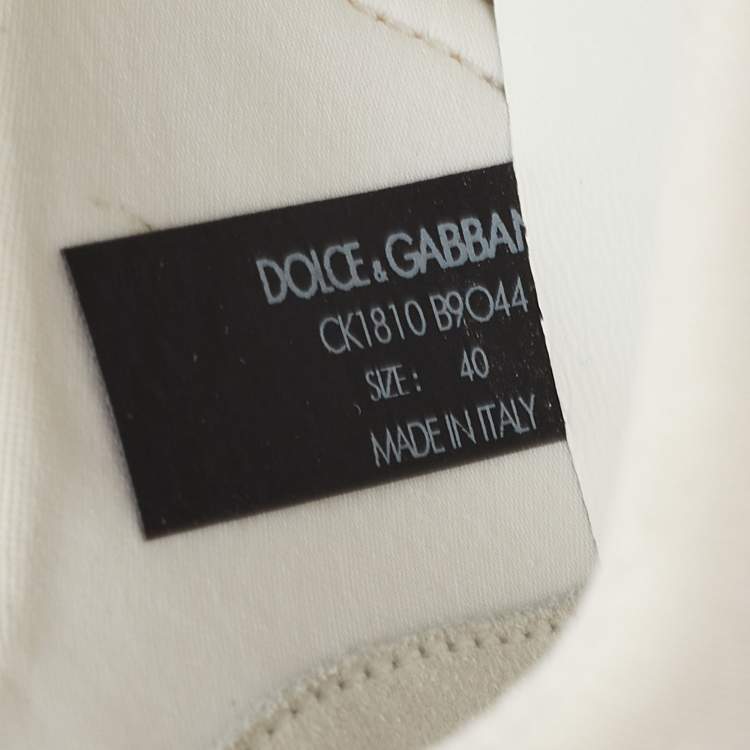 DOLCE & GABBAN
CK1810 B9044
SIZE: 40
MADE IN ITALY